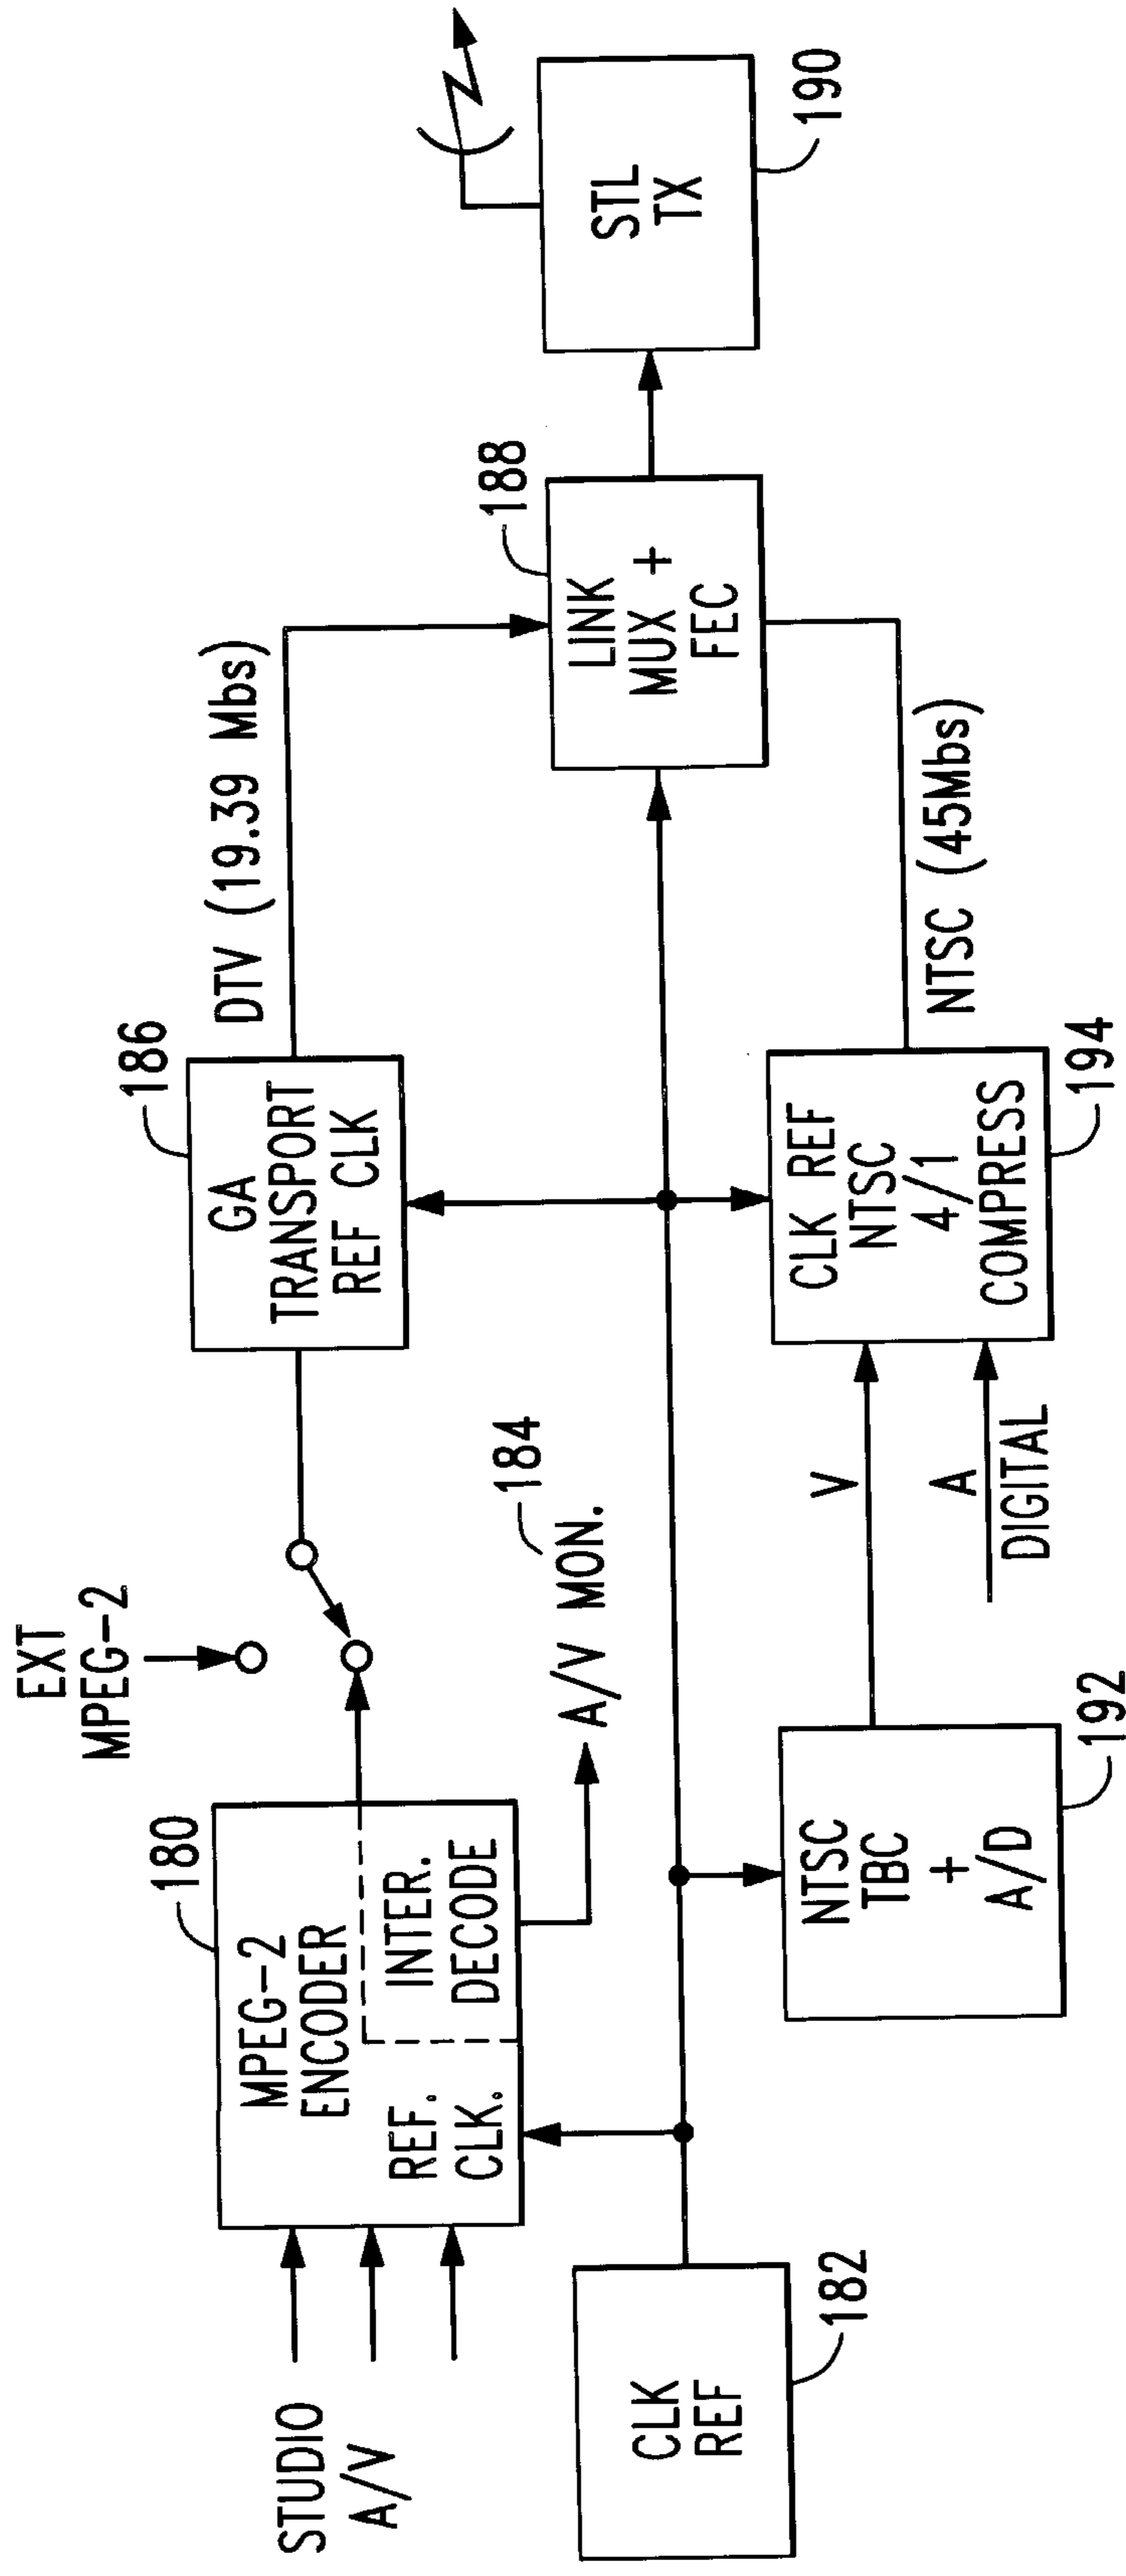 STUDIO
A/V
180
MPEG-2
ENCODER
REF.
CLK.
INTER.
DECODE
EXT
MPEG-2
184
A/V MON.
186
GA
TRANSPORT
REF CLK
DTV (19.39 Mbs)
188
LINK
MUX +
FEC
STL
TX
190
CLK
REF
182
NTSC
TBC
+
A/D
192
V
A
DIGITAL
CLK REF
NTSC
4/1
COMPRESS
194
NTSC (45Mbs)